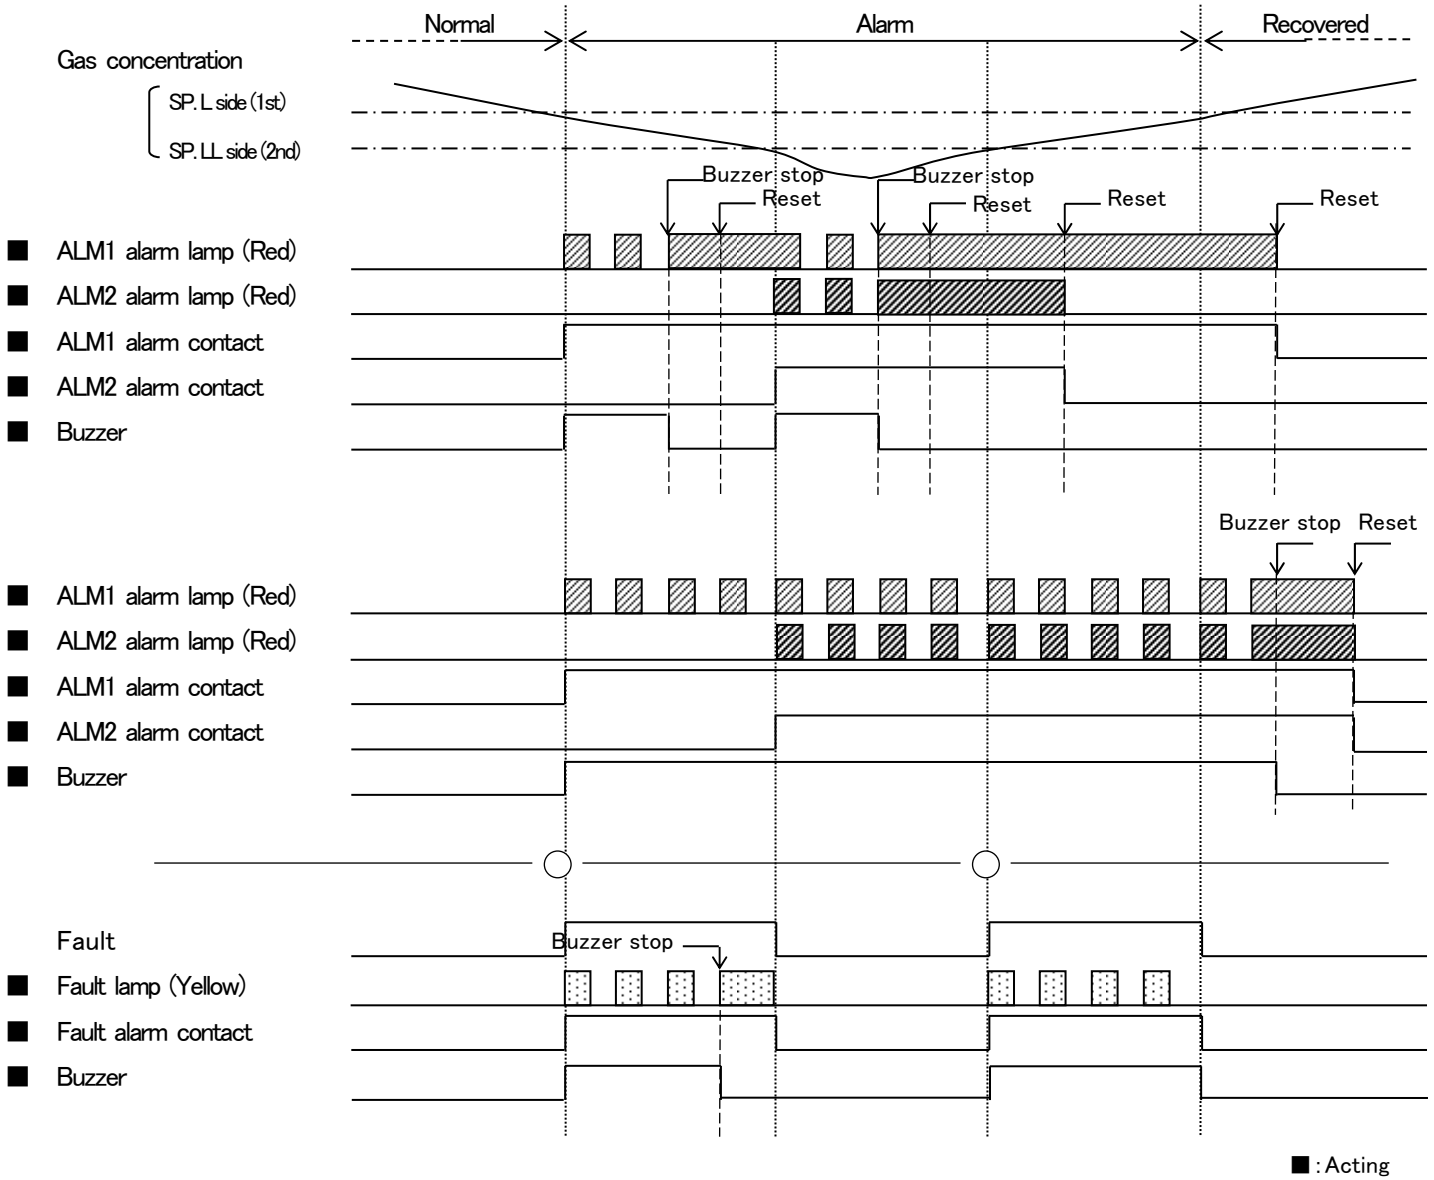 Normal
Alarm
Recovered
Gas concentration
SP. L side (1st)
SP. LL side (2nd)
Buzzer stop
Buzzer stop
Reset
Reset
Reset
Reset
■ ALM1 alarm lamp (Red)
■ ALM2 alarm lamp (Red)
■ ALM1 alarm contact
■ ALM2 alarm contact
■ Buzzer
Buzzer stop
Reset
■ ALM1 alarm lamp (Red)
■ ALM2 alarm lamp (Red)
■ ALM1 alarm contact
■ ALM2 alarm contact
■ Buzzer
Fault
Buzzer stop
■ Fault lamp (Yellow)
■ Fault alarm contact
■ Buzzer
■ : Acting